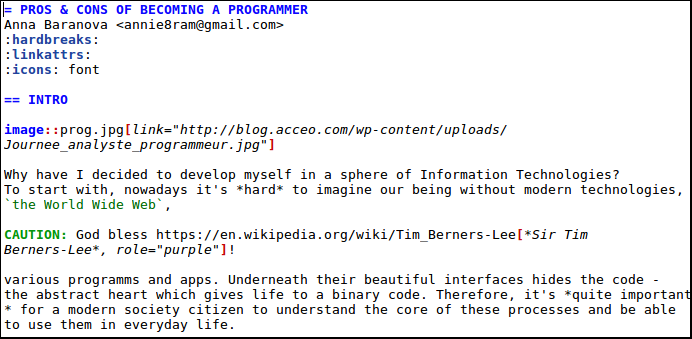 = PROS & CONS OF BECOMING A PROGRAMMER
Anna Baranova <annie8ram@gmail.com>
:hardbreaks:
:linkattrs:
:icons: font
== INTRO
image::prog.jpg[link="http://blog.acceo.com/wp-content/uploads/
Journee_analyste_programmeur.jpg"]
Why have I decided to develop myself in a sphere of Information Technologies?
To start with, nowadays it's *hard* to imagine our being without modern technologies,
`the World Wide Web`,
CAUTION: God bless https://en.wikipedia.org/wiki/Tim_Berners-Lee[*Sir Tim
Berners-Lee*, role="purple"]!
various programms and apps. Underneath their beautiful interfaces hides the code -
the abstract heart which gives life to a binary code. Therefore, it's *quite important
* for a modern society citizen to understand the core of these processes and be able
to use them in everyday life.